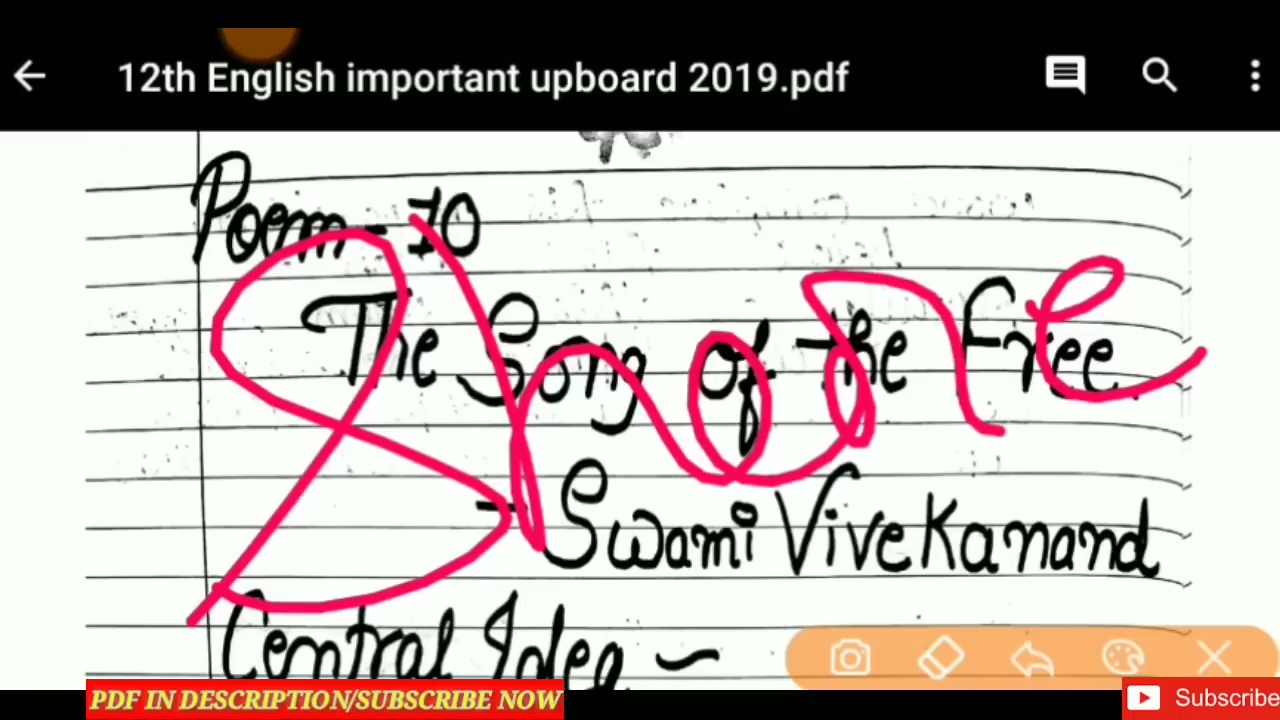 12th English important upboard 2019.pdf
Poem - 10
The Song of the Free.
- Swami Vivekanand
Central Idea -
PDF IN DESCRIPTION/SUBSCRIBE NOW
Subscribe